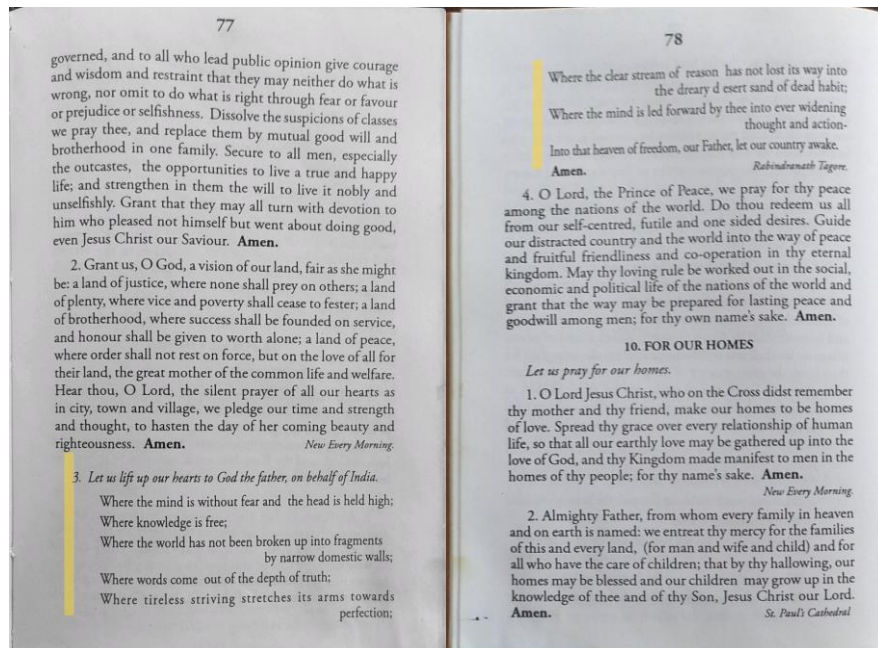 77
governed, and to all who lead public opinion give courage
and wisdom and restraint that they may neither do what is
wrong, nor omit to do what is right through fear or favour
or prejudice or selfishness. Dissolve the suspicions of classes
we pray thee, and replace them by mutual good will and
brotherhood in one family. Secure to all men, especially
the outcastes, the opportunities to live a true and happy
life; and strengthen in them the will to live it nobly and
unselfishly. Grant that they may all turn with devotion to
him who pleased not himself but went about doing good,
even Jesus Christ our Saviour. Amen.
2. Grant us, O God, a vision of our land, fair as she might
be: a land of justice, where none shall prey on others; a land
of plenty, where vice and poverty shall cease to fester; a land
of brotherhood, where success shall be founded on service,
and honour shall be given to worth alone; a land of peace,
where order shall not rest on force, but on the love of all for
their land, the great mother of the common life and welfare.
Hear thou, O Lord, the silent prayer of all our hearts as
in city, town and village, we pledge our time and strength
and thought, to hasten the day of her coming beauty and
righteousness. Amen. New Every Morning.
3. Let us lift up our hearts to God the father, on behalf of India.
Where the mind is without fear and the head is held high;
Where knowledge is free;
Where the world has not been broken up into fragments
by narrow domestic walls;
Where words come out of the depth of truth;
Where tireless striving stretches its arms towards
perfection;
78
Where the clear stream of reason has not lost its way into
the dreary d esert sand of dead habit;
Where the mind is led forward by thee into ever widening
thought and action-
Into that heaven of freedom, our Father, let our country awake.
Amen. Rabindranath Tagore.
4. O Lord, the Prince of Peace, we pray for thy peace
among the nations of the world. Do thou redeem us all
from our self-centred, futile and one sided desires. Guide
our distracted country and the world into the way of peace
and fruitful friendliness and co-operation in thy eternal
kingdom. May thy loving rule be worked out in the social,
economic and political life of the nations of the world and
grant that the way may be prepared for lasting peace and
goodwill among men; for thy own name's sake. Amen.
10. FOR OUR HOMES
Let us pray for our homes.
1. O Lord Jesus Christ, who on the Cross didst remember
thy mother and thy friend, make our homes to be homes
of love. Spread thy grace over every relationship of human
life, so that all our earthly love may be gathered up into the
love of God, and thy Kingdom made manifest to men in the
homes of thy people; for thy name's sake. Amen.
New Every Morning.
2. Almighty Father, from whom every family in heaven
and on earth is named: we entreat thy mercy for the families
of this and every land, (for man and wife and child) and for
all who have the care of children; that by thy hallowing, our
homes may be blessed and our children may grow up in the
knowledge of thee and of thy Son, Jesus Christ our Lord.
Amen. St. Paul's Cathedral